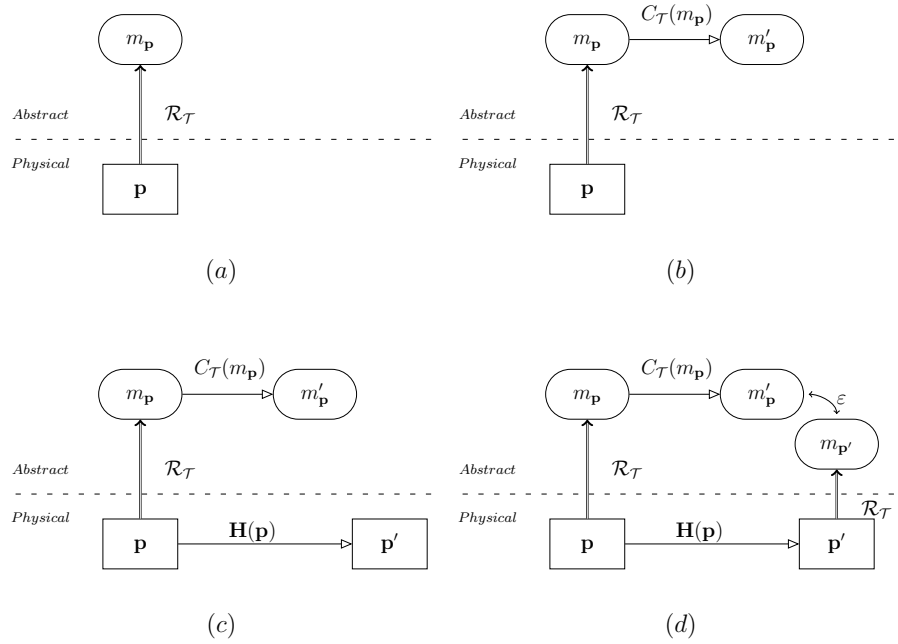 m_𝐩
ℛ_𝒯
Abstract
Physical
𝐩
(a)
m_𝐩
C_𝒯(m_𝐩)
m′_𝐩
ℛ_𝒯
Abstract
Physical
𝐩
(b)
m_𝐩
C_𝒯(m_𝐩)
m′_𝐩
ℛ_𝒯
Abstract
Physical
𝐩
𝐇(𝐩)
𝐩′
(c)
m_𝐩
C_𝒯(m_𝐩)
m′_𝐩
ε
m_𝐩′
ℛ_𝒯
Abstract
Physical
ℛ_𝒯
𝐩
𝐇(𝐩)
𝐩′
(d)